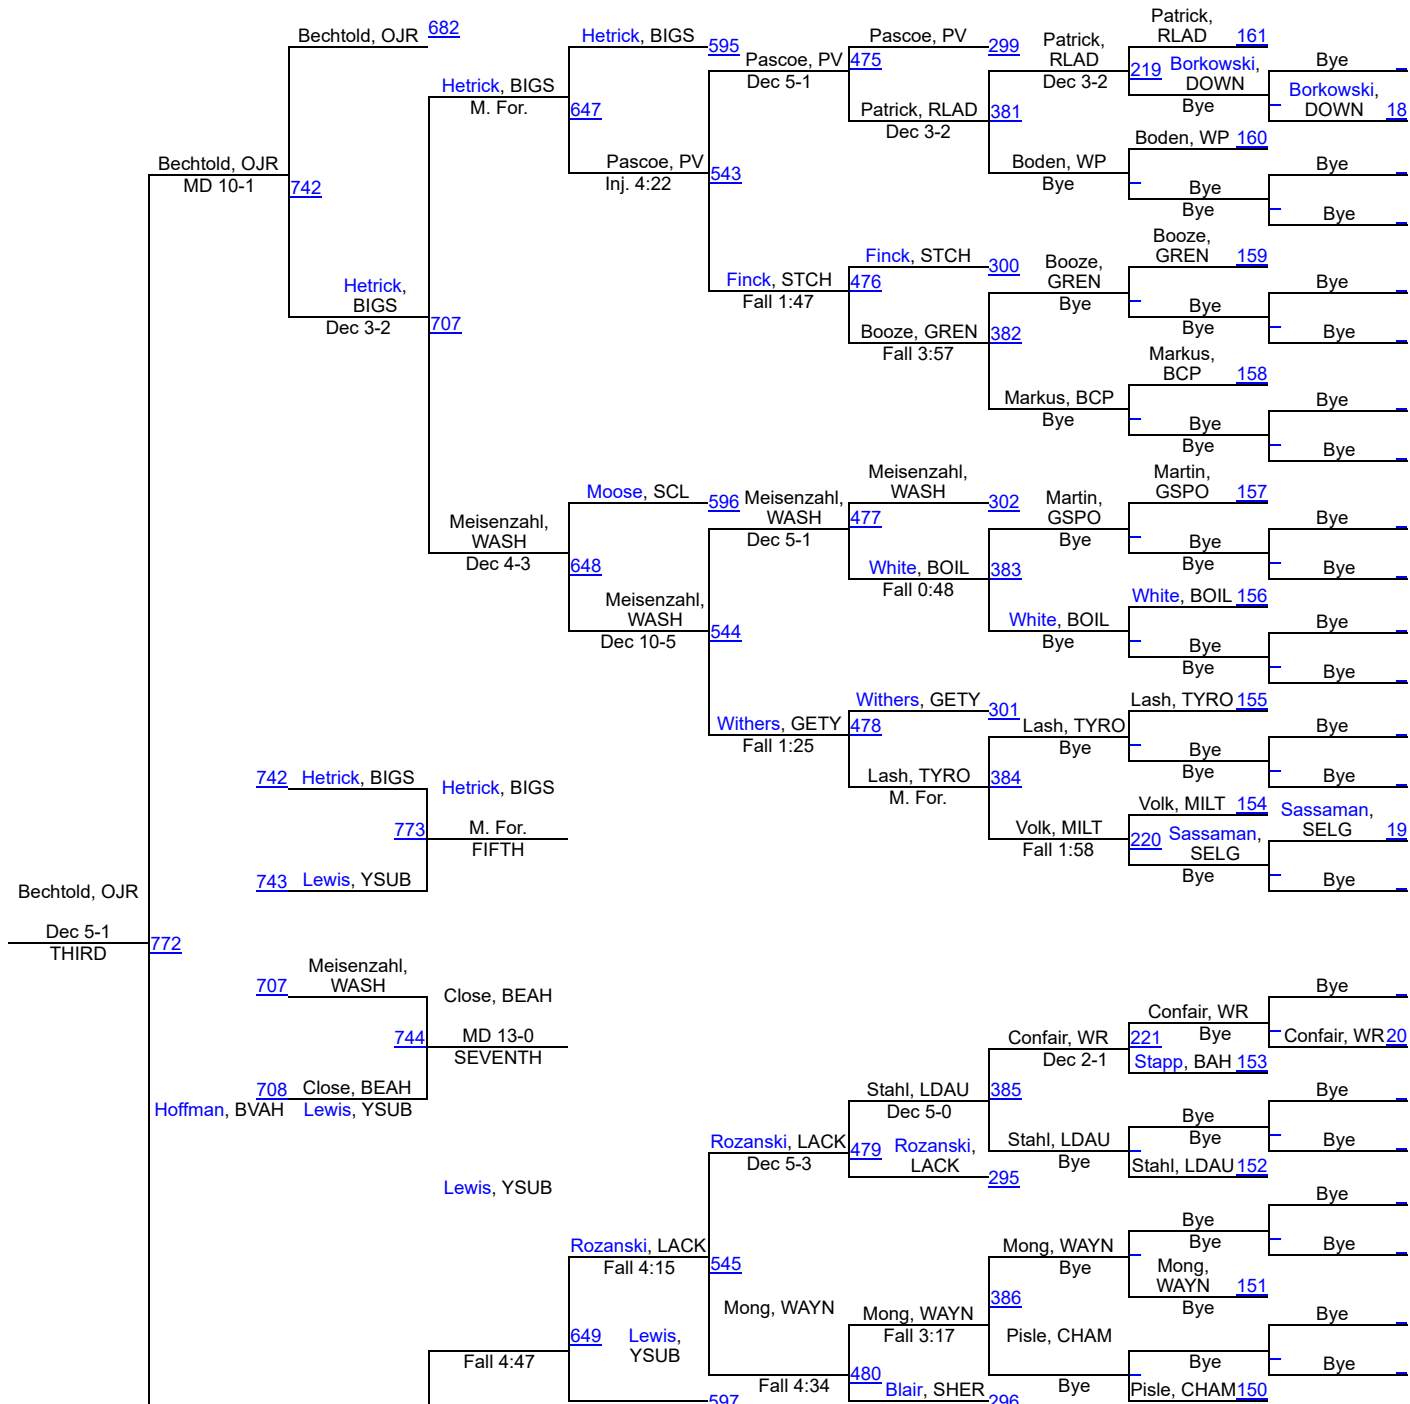 Patrick,
RLAD 161
Bechtold, OJR 682
Hetrick, BIGS 595
Pascoe, PV 299
Patrick,
RLAD
Dec 3-2
Bye
Pascoe, PV 475
Dec 5-1
219 Borkowski,
DOWN
Bye
Borkowski,
DOWN 18
Hetrick, BIGS
M. For.
647
Patrick, RLAD 381
Dec 3-2
Boden, WP 160
Bechtold, OJR
MD 10-1
742
Pascoe, PV
Inj. 4:22
543
Boden, WP
Bye
Bye
Bye
Bye
Bye
Booze,
GREN 159
Hetrick,
BIGS
Dec 3-2
707
Finck, STCH
Fall 1:47
Finck, STCH 300
476
Booze,
GREN
Bye
Bye
Bye
Bye
Bye
Booze, GREN 382
Fall 3:57
Markus,
BCP 158
Markus, BCP
Bye
Bye
Bye
Bye
Bye
Meisenzahl,
WASH
Dec 4-3
Moose, SCL 596
Meisenzahl,
WASH
Dec 5-1
Meisenzahl,
WASH 302
477
Martin,
GSPO
Bye
Martin,
GSPO 157
Bye
Bye
Bye
Bye
648
White, BOIL 383
Fall 0:48
White, BOIL 156
Meisenzahl,
WASH
Dec 10-5
544
White, BOIL
Bye
Bye
Bye
Bye
Bye
Withers, GETY
Fall 1:25
Withers, GETY 301
478
Lash, TYRO
Bye
Lash, TYRO 155
Bye
Bye
Bye
Bye
742 Hetrick, BIGS
Hetrick, BIGS
Lash, TYRO 384
M. For.
773 M. For.
FIFTH
Volk, MILT
Fall 1:58
Volk, MILT 154
220 Sassaman,
SELG
Bye
Sassaman,
SELG 19
Bye
743 Lewis, YSUB
Bechtold, OJR
Dec 5-1
THIRD
772
707 Meisenzahl,
WASH
Close, BEAH
744 MD 13-0
SEVENTH
708 Close, BEAH
Hoffman, BVAH Lewis, YSUB
Bye
Confair, WR
Dec 2-1
Confair, WR
Bye
221
Confair, WR 20
Stapp, BAH 153
Stahl, LDAU 385
Dec 5-0
Bye
Bye
Bye
Bye
Rozanski, LACK
Dec 5-3
479 Rozanski,
LACK
295
Stahl, LDAU
Bye
Stahl, LDAU 152
Lewis, YSUB
Bye
Bye
Bye
Bye
Rozanski, LACK
Fall 4:15
545
Mong, WAYN
Bye
Mong,
WAYN 151
Bye
386
Mong, WAYN
Mong, WAYN
Fall 3:17
Bye
Fall 4:47
649 Lewis,
YSUB
Pisle, CHAM
Bye
Bye
Fall 4:34
480
Bye
Blair, SHER 296
Pisle, CHAM 150
597